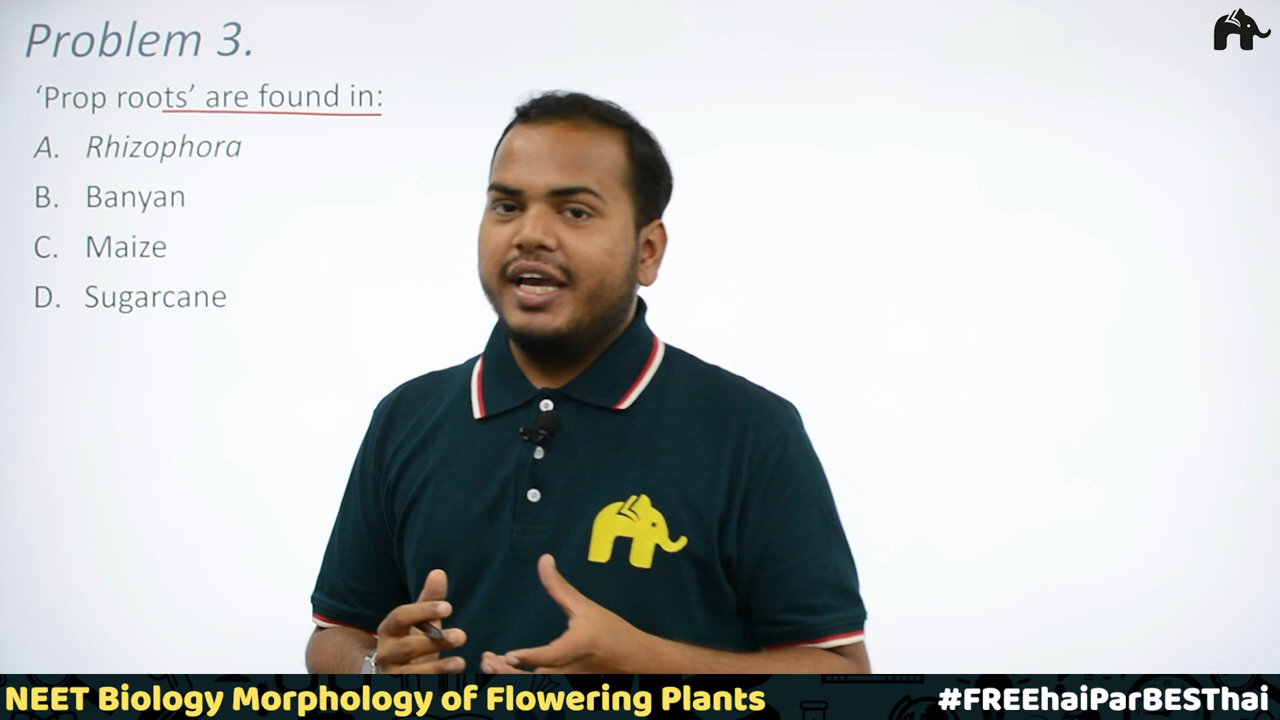 Problem 3.
‘Prop roots’ are found in:
A. Rhizophora
B. Banyan
C. Maize
D. Sugarcane
NEET Biology Morphology of Flowering Plants
#FREEhaiParBESThai